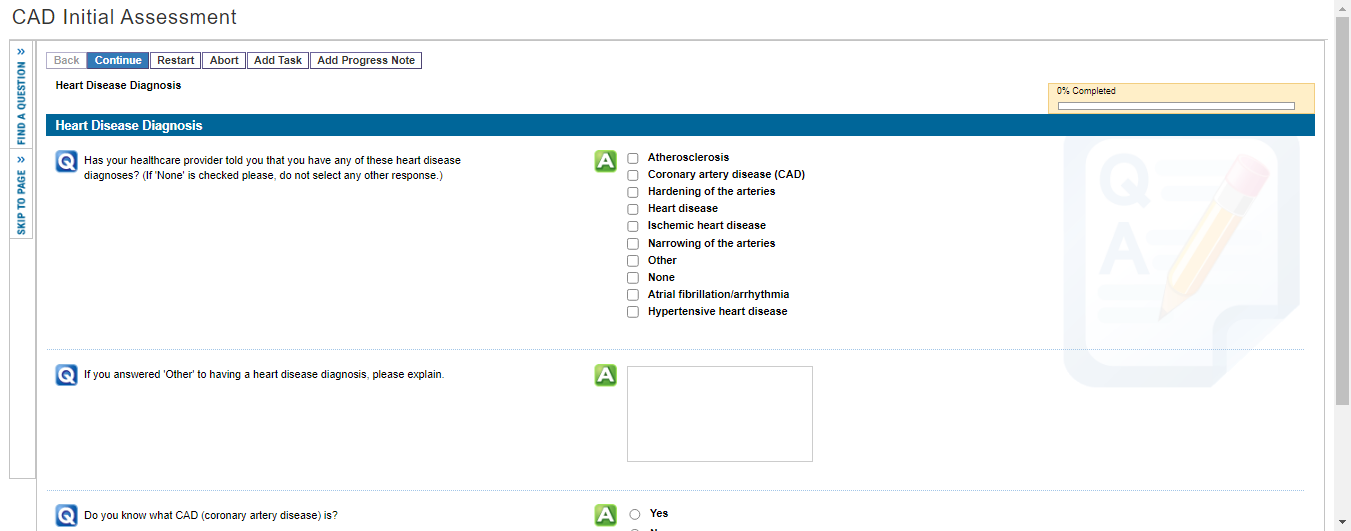 CAD Initial Assessment
FIND A QUESTION »
SKIP TO PAGE »
Back Continue Restart Abort Add Task Add Progress Note
Heart Disease Diagnosis
0% Completed
Heart Disease Diagnosis
Q Has your healthcare provider told you that you have any of these heart disease
diagnoses? (If 'None' is checked please, do not select any other response.)
A
Atherosclerosis
Coronary artery disease (CAD)
Hardening of the arteries
Heart disease
Ischemic heart disease
Narrowing of the arteries
Other
None
Atrial fibrillation/arrhythmia
Hypertensive heart disease
Q
A
Q If you answered 'Other' to having a heart disease diagnosis, please explain.
A
Q Do you know what CAD (coronary artery disease) is?
A Yes